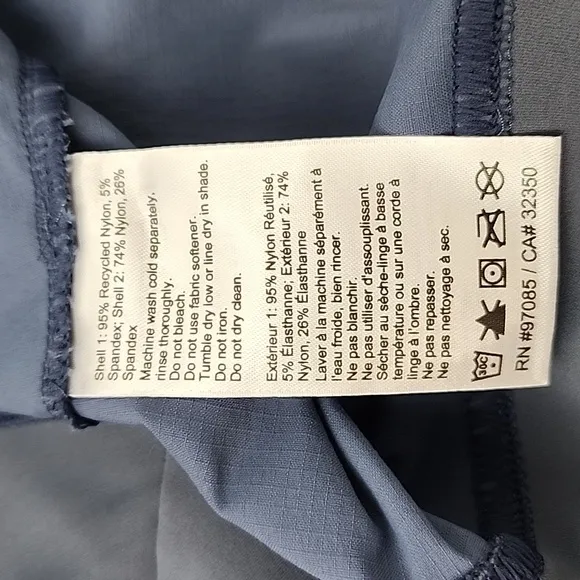 Shell 1: 95% Recycled Nylon, 5%
Spandex; Shell 2: 74% Nylon, 26%
Spandex
Machine wash cold separately,
rinse thoroughly.
Do not bleach.
Do not use fabric softener.
Tumble dry low or line dry in shade.
Do not iron.
Do not dry clean.
Extérieur 1: 95% Nylon Réutilisé,
5% Élasthanne; Extérieur 2: 74%
Nylon, 26% Élasthanne
Laver à la machine séparément à
l'eau froide, bien rincer.
Ne pas blanchir.
Ne pas utiliser d'assouplissant.
Sécher au sèche-linge à basse
température ou sur une corde à
linge à l'ombre.
Ne pas repasser.
Ne pas nettoyage à sec.
30C
RN #97085 / CA# 32350